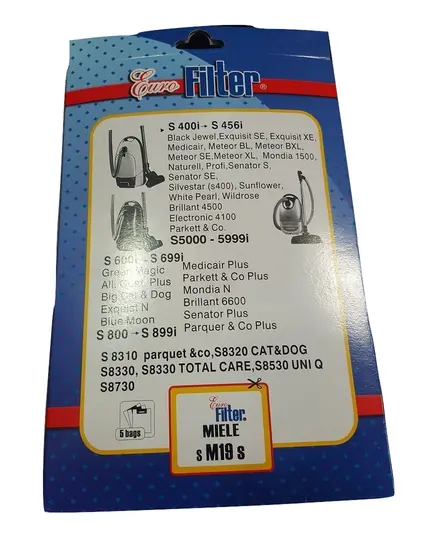 Euro Filter®
S 400i → S 456i
Black Jewel,Exquisit SE, Exquisit XE,
Medicair, Meteor BL, Meteor BXL,
Meteor SE,Meteor XL, Mondia 1500,
Naturell, Profi,Senator S,
Senator SE,
Silvestar (s400), Sunflower,
White Pearl, Wildrose
Brillant 4500
Electronic 4100
Parkett & Co.
S5000 - 5999i
S 600i → S 699i
Green Magic
All. Cont. Plus
Big Cat & Dog
Exquisit N
Blue Moon
S 800 → S 899i
Medicair Plus
Parkett & Co Plus
Mondia N
Brillant 6600
Senator Plus
Parquer & Co Plus
S 8310 parquet &co,S8320 CAT&DOG
S8330, S8330 TOTAL CARE,S8530 UNI Q
S8730
5 bags
Euro
Filter®
MIELE
s M19 s